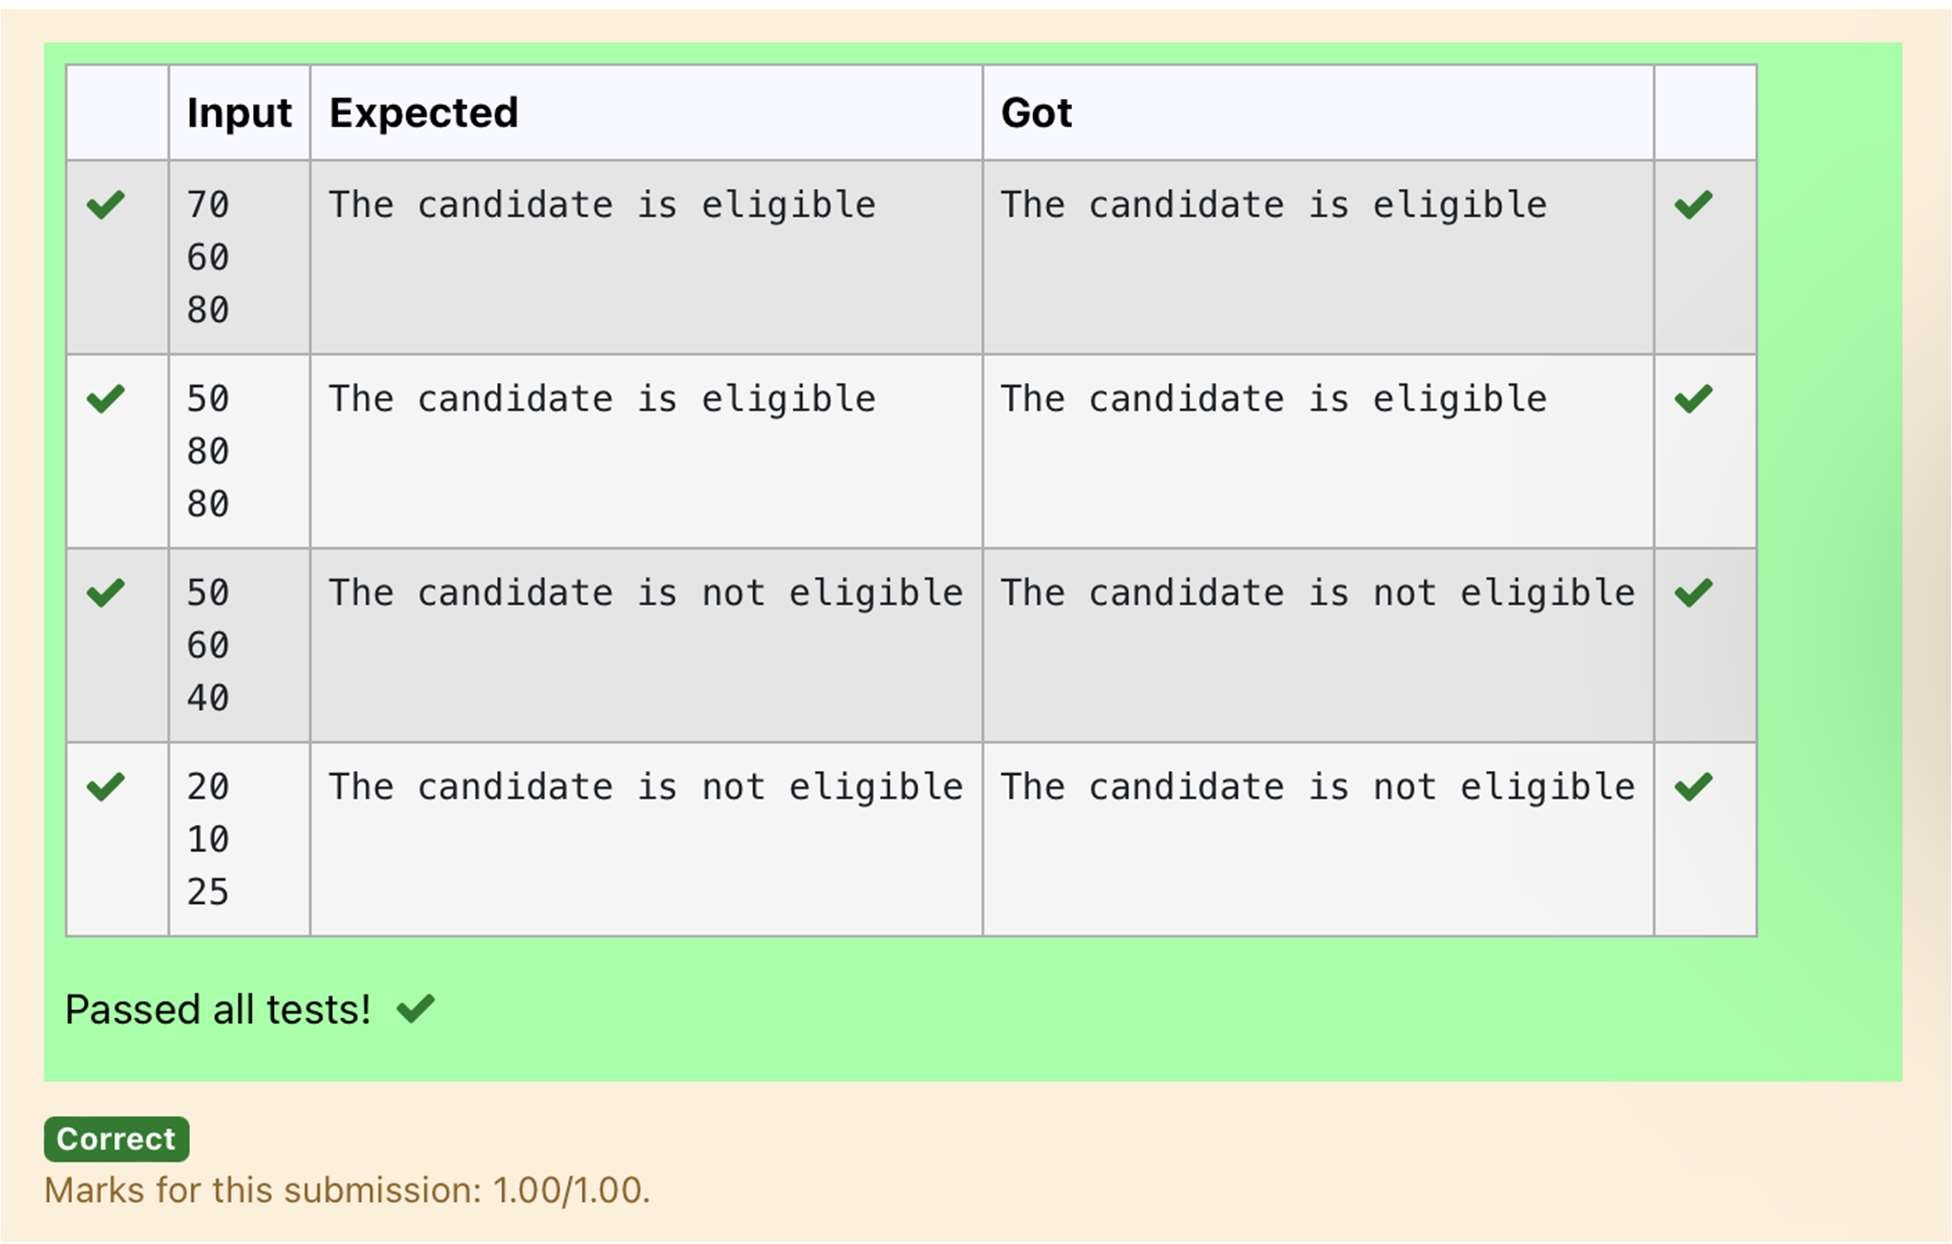 Input Expected Got
70 The candidate is eligible The candidate is eligible
60
80
50 The candidate is eligible The candidate is eligible
80
80
50 The candidate is not eligible The candidate is not eligible
60
40
20 The candidate is not eligible The candidate is not eligible
10
25
Passed all tests!
Correct
Marks for this submission: 1.00/1.00.